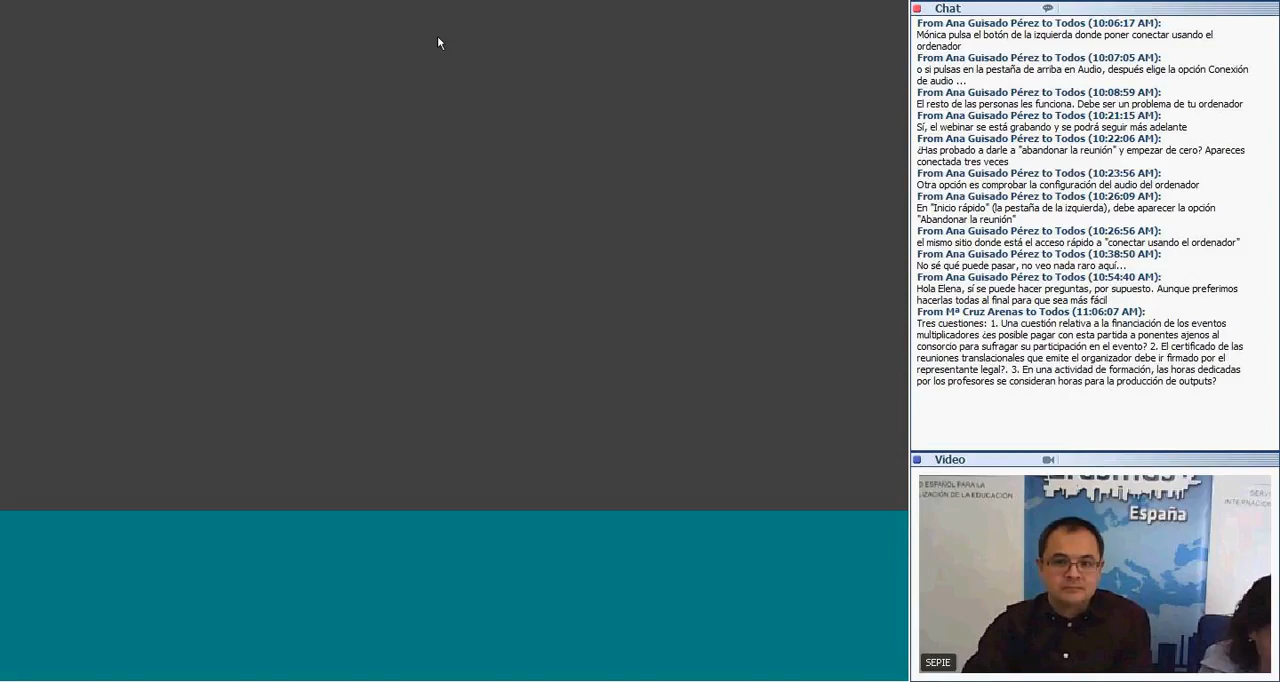 Chat
From Ana Guisado Pérez to Todos (10:06:17 AM):
Mónica pulsa el botón de la izquierda donde poner conectar usando el
ordenador
From Ana Guisado Pérez to Todos (10:07:05 AM):
o si pulsas en la pestaña de arriba en Audio, después elige la opción Conexión
de audio ...
From Ana Guisado Pérez to Todos (10:08:59 AM):
El resto de las personas les funciona. Debe ser un problema de tu ordenador
From Ana Guisado Pérez to Todos (10:21:15 AM):
Sí, el webinar se está grabando y se podrá seguir más adelante
From Ana Guisado Pérez to Todos (10:22:06 AM):
¿Has probado a darle a "abandonar la reunión" y empezar de cero? Apareces
conectada tres veces
From Ana Guisado Pérez to Todos (10:23:56 AM):
Otra opción es comprobar la configuración del audio del ordenador
From Ana Guisado Pérez to Todos (10:26:09 AM):
En "Inicio rápido" (la pestaña de la izquierda), debe aparecer la opción
"Abandonar la reunión"
From Ana Guisado Pérez to Todos (10:26:56 AM):
el mismo sitio donde está el acceso rápido a "conectar usando el ordenador"
From Ana Guisado Pérez to Todos (10:38:50 AM):
No sé qué puede pasar, no veo nada raro aquí...
From Ana Guisado Pérez to Todos (10:54:40 AM):
Hola Elena, sí se puede hacer preguntas, por supuesto. Aunque preferimos
hacerlas todas al final para que sea más fácil
From Mª Cruz Arenas to Todos (11:06:07 AM):
Tres cuestiones: 1. Una cuestión relativa a la financiación de los eventos
multiplicadores ¿es posible pagar con esta partida a ponentes ajenos al
consorcio para sufragar su participación en el evento? 2. El certificado de las
reuniones translacionales que emite el organizador debe ir firmado por el
representante legal?. 3. En una actividad de formación, las horas dedicadas
por los profesores se consideran horas para la producción de outputs?
Video
O ESPAÑOL PARA LA
LIZACIÓN DE LA EDUCACIÓN
España
SEPIE